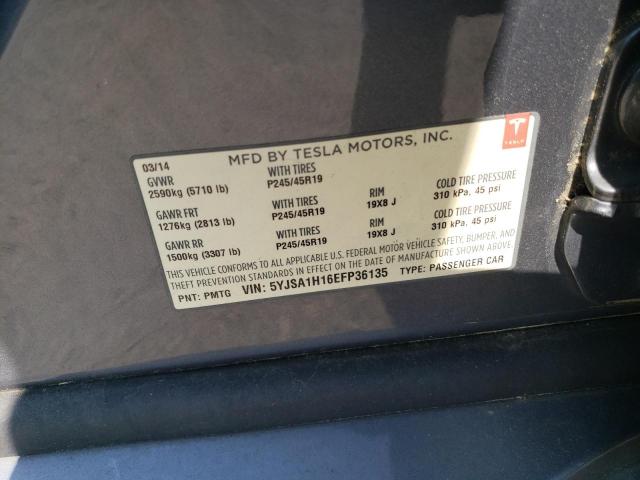 MFD BY TESLA MOTORS, INC.
TESLA
03/14
GVWR
2590kg (5710 lb)
WITH TIRES
P245/45R19
RIM
19X8 J
COLD TIRE PRESSURE
310 kPa. 45 psi
GAWR FRT
1276kg (2813 lb)
WITH TIRES
P245/45R19
RIM
19X8 J
COLD TIRE PRESSURE
310 kPa. 45 psi
GAWR RR
1500kg (3307 lb)
WITH TIRES
P245/45R19
THIS VEHICLE CONFORMS TO ALL APPLICABLE U.S. FEDERAL MOTOR VEHICLE SAFETY, BUMPER, AND
THEFT PREVENTION STANDARDS IN EFFECT ON THE DATE OF MANUFACTURE SHOWN ABOVE.
PNT: PMTG VIN: 5YJSA1H16EFP36135 TYPE: PASSENGER CAR